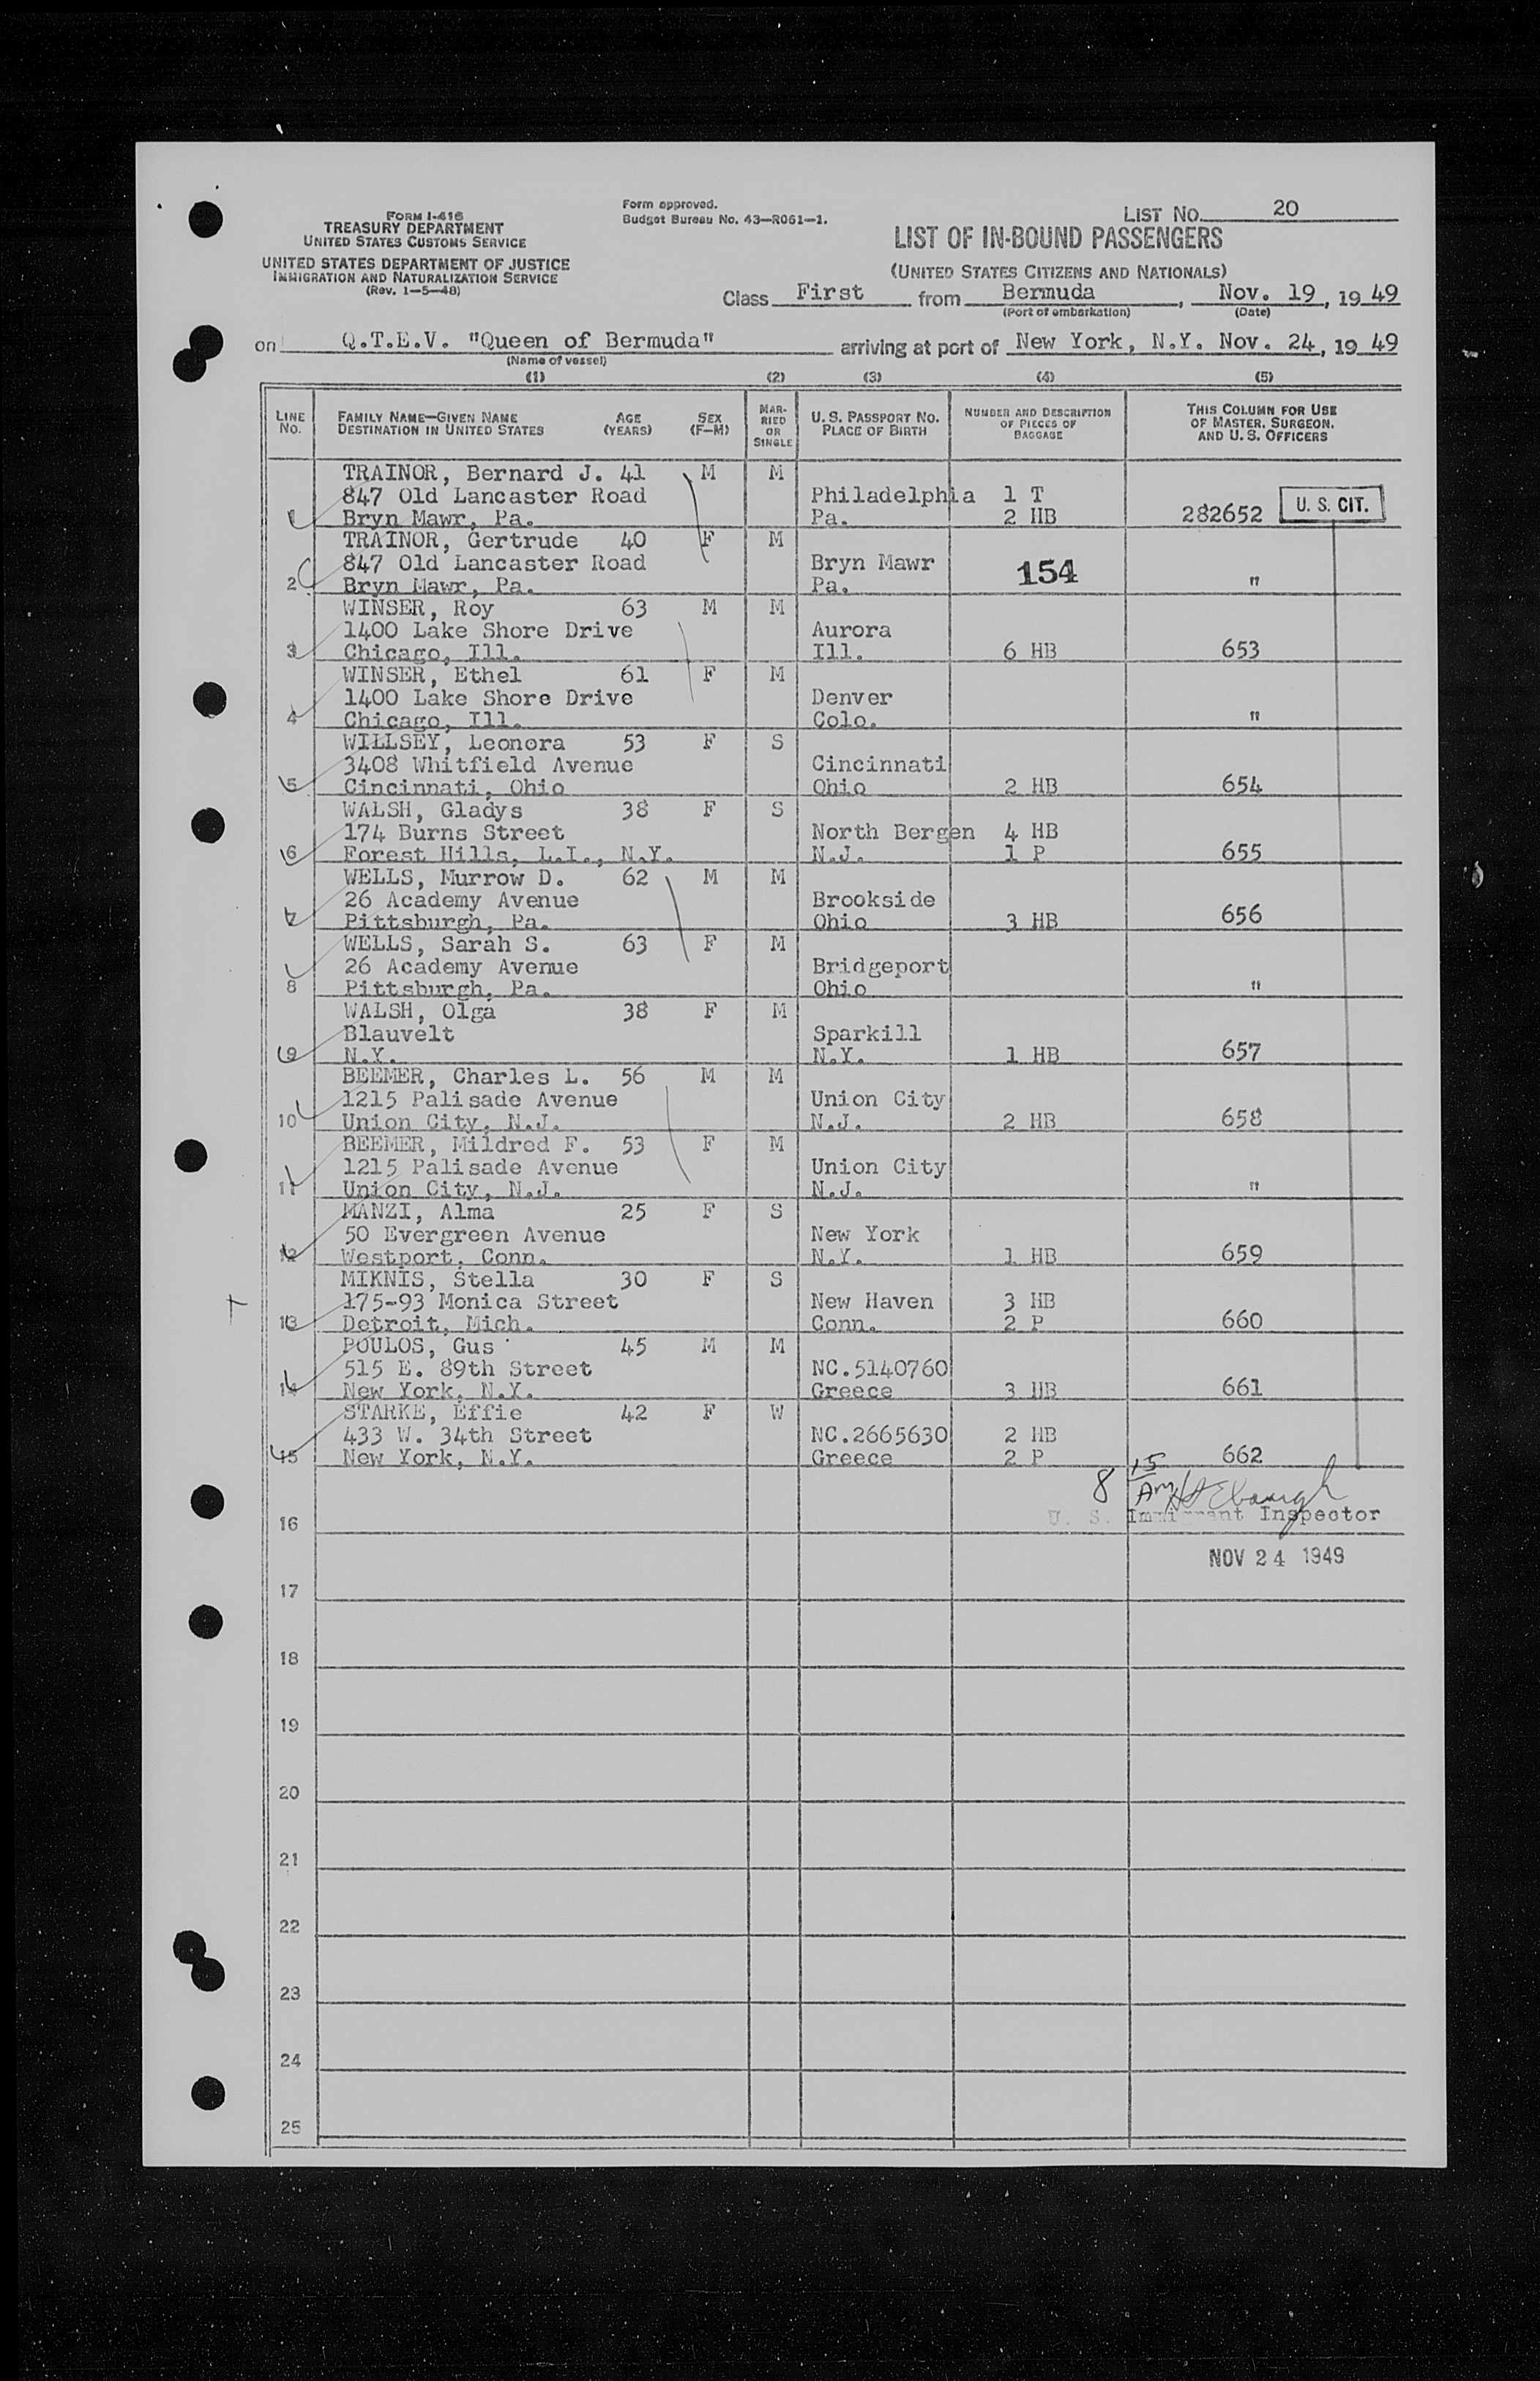 FORM I-416
TREASURY DEPARTMENT
UNITED STATES CUSTOMS SERVICE
UNITED STATES DEPARTMENT OF JUSTICE
IMMIGRATION AND NATURALIZATION SERVICE
(Rev. 1-5-48)
Form approved.
Budget Bureau No. 43-R061-1.
LIST NO. 20
LIST OF IN-BOUND PASSENGERS
(UNITED STATES CITIZENS AND NATIONALS)
Class First from Bermuda, Nov. 19, 1949
(Port of embarkation) (Date)
on Q.T.E.V. "Queen of Bermuda" arriving at port of New York, N.Y. Nov. 24, 1949
(Name of vessel)
(1) (2) (3) (4) (5)
LINE NO. FAMILY NAME—GIVEN NAME DESTINATION IN UNITED STATES AGE (YEARS) SEX (F-M) MARRIED OR SINGLE U. S. PASSPORT NO. PLACE OF BIRTH NUMBER AND DESCRIPTION OF PIECES OF BAGGAGE THIS COLUMN FOR USE OF MASTER, SURGEON, AND U. S. OFFICERS
TRAINOR, Bernard J. 41 M M
847 Old Lancaster Road Philadelphia 1 T
1 Bryn Mawr, Pa. Pa. 2 HB 282652 U. S. CIT.
TRAINOR, Gertrude 40 F M
847 Old Lancaster Road Bryn Mawr 154
2 Bryn Mawr, Pa. Pa. "
WINSER, Roy 63 M M
1400 Lake Shore Drive Aurora
3 Chicago, Ill. Ill. 6 HB 653
WINSER, Ethel 61 F M
1400 Lake Shore Drive Denver
4 Chicago, Ill. Colo. "
WILLSEY, Leonora 53 F S
3408 Whitfield Avenue Cincinnati
5 Cincinnati, Ohio Ohio 2 HB 654
WALSH, Gladys 38 F S
174 Burns Street North Bergen 4 HB
6 Forest Hills, L.I., N.Y. N.J. 1 P 655
WELLS, Murrow D. 62 M M
26 Academy Avenue Brookside
7 Pittsburgh, Pa. Ohio 3 HB 656
WELLS, Sarah S. 63 F M
26 Academy Avenue Bridgeport
8 Pittsburgh, Pa. Ohio "
WALSH, Olga 38 F M
Blauvelt Sparkill
9 N.Y. N.Y. 1 HB 657
BEEMER, Charles L. 56 M M
1215 Palisade Avenue Union City
10 Union City, N.J. N.J. 2 HB 658
BEEMER, Mildred F. 53 F M
1215 Palisade Avenue Union City
11 Union City, N.J. N.J. "
MANZI, Alma 25 F S
50 Evergreen Avenue New York
12 Westport, Conn. N.Y. 1 HB 659
MIKNIS, Stella 30 F S
175-93 Monica Street New Haven 3 HB
13 Detroit, Mich. Conn. 2 P 660
POULOS, Gus 45 M M
515 E. 89th Street NC.5140760
14 New York, N.Y. Greece 3 HB 661
STARKE, Effie 42 F W
433 W. 34th Street NC.2665630 2 HB
15 New York, N.Y. Greece 2 P 662
8 15 Am
16 U. S. Immigrant Inspector
NOV 24 1949
17
18
19
20
21
22
23
24
25